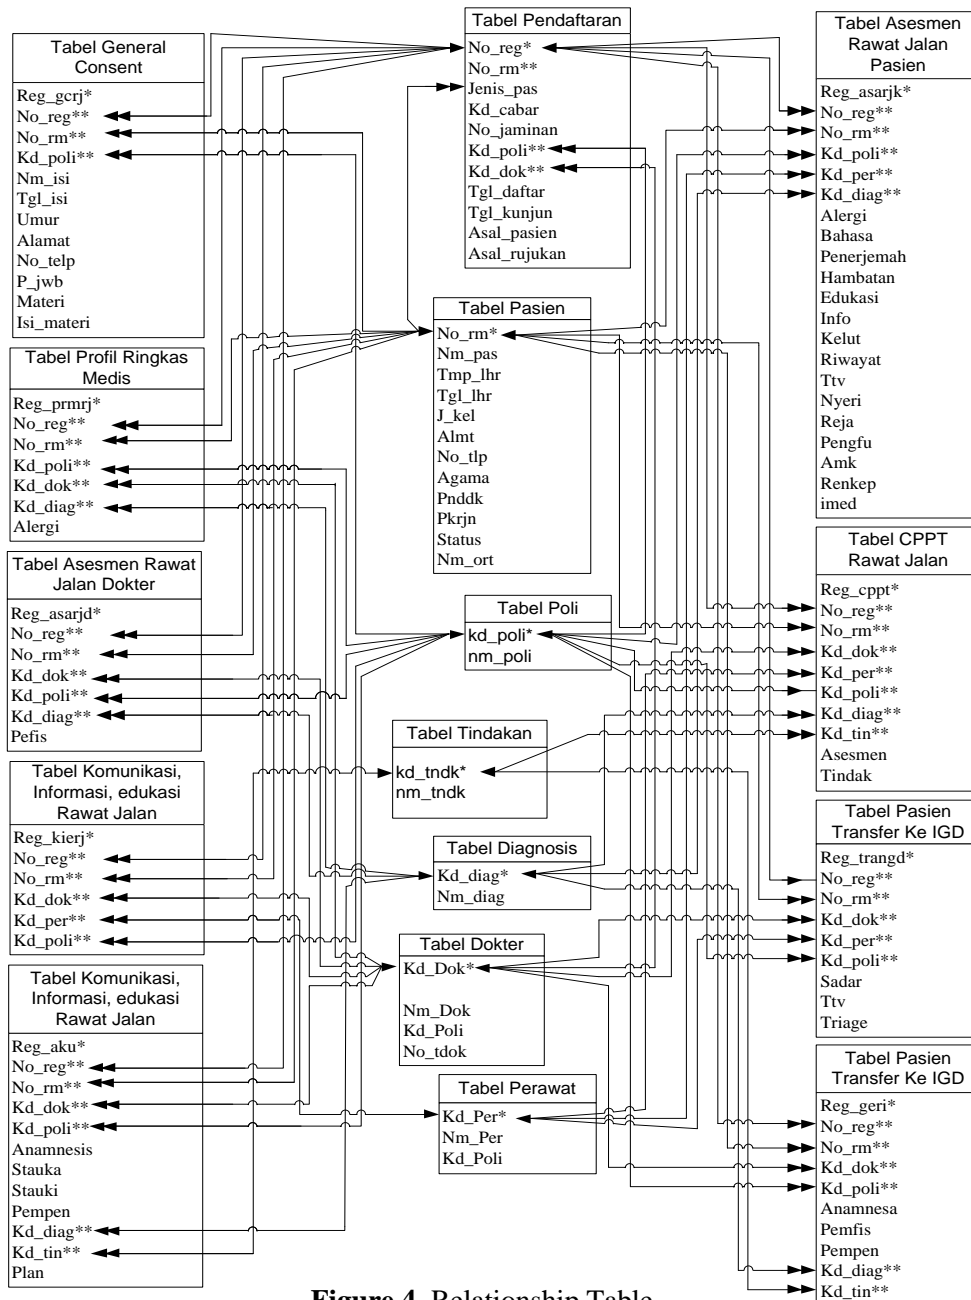 Tabel General
Consent
Reg_gcrj*
No_reg**
No_rm**
Kd_poli**
Nm_isi
Tgl_isi
Umur
Alamat
No_telp
P_jwb
Materi
Isi_materi
Tabel Profil Ringkas
Medis
Reg_prmrj*
No_reg**
No_rm**
Kd_poli**
Kd_dok**
Kd_diag**
Alergi
Tabel Asesmen Rawat
Jalan Dokter
Reg_asarjd*
No_reg**
No_rm**
Kd_dok**
Kd_poli**
Kd_diag**
Pefis
Tabel Komunikasi,
Informasi, edukasi
Rawat Jalan
Reg_kierj*
No_reg**
No_rm**
Kd_dok**
Kd_per**
Kd_poli**
Tabel Komunikasi,
Informasi, edukasi
Rawat Jalan
Reg_aku*
No_reg**
No_rm**
Kd_dok**
Kd_poli**
Anamnesis
Stauka
Stauki
Pempen
Kd_diag**
Kd_tin**
Plan
Tabel Pendaftaran
No_reg*
No_rm**
Jenis_pas
Kd_cabar
No_jaminan
Kd_poli**
Kd_dok**
Tgl_daftar
Tgl_kunjun
Asal_pasien
Asal_rujukan
Tabel Pasien
No_rm*
Nm_pas
Tmp_lhr
Tgl_lhr
J_kel
Almt
No_tlp
Agama
Pnddk
Pkrjn
Status
Nm_ort
Tabel Poli
kd_poli*
nm_poli
Tabel Tindakan
kd_tndk*
nm_tndk
Tabel Diagnosis
Kd_diag*
Nm_diag
Tabel Dokter
Kd_Dok*
Nm_Dok
Kd_Poli
No_tdok
Tabel Perawat
Kd_Per*
Nm_Per
Kd_Poli
Tabel Asesmen
Rawat Jalan
Pasien
Reg_asarjk*
No_reg**
No_rm**
Kd_poli**
Kd_per**
Kd_diag**
Alergi
Bahasa
Penerjemah
Hambatan
Edukasi
Info
Kelut
Riwayat
Ttv
Nyeri
Reja
Pengfu
Amk
Renkep
imed
Tabel CPPT
Rawat Jalan
Reg_cppt*
No_reg**
No_rm**
Kd_dok**
Kd_per**
Kd_poli**
Kd_diag**
Kd_tin**
Asesmen
Tindak
Tabel Pasien
Transfer Ke IGD
Reg_trangd*
No_reg**
No_rm**
Kd_dok**
Kd_per**
Kd_poli**
Sadar
Ttv
Triage
Tabel Pasien
Transfer Ke IGD
Reg_geri*
No_reg**
No_rm**
Kd_dok**
Kd_poli**
Anamnesa
Pemfis
Pempen
Kd_diag**
Kd_tin**
Figure 4. Relationship Table